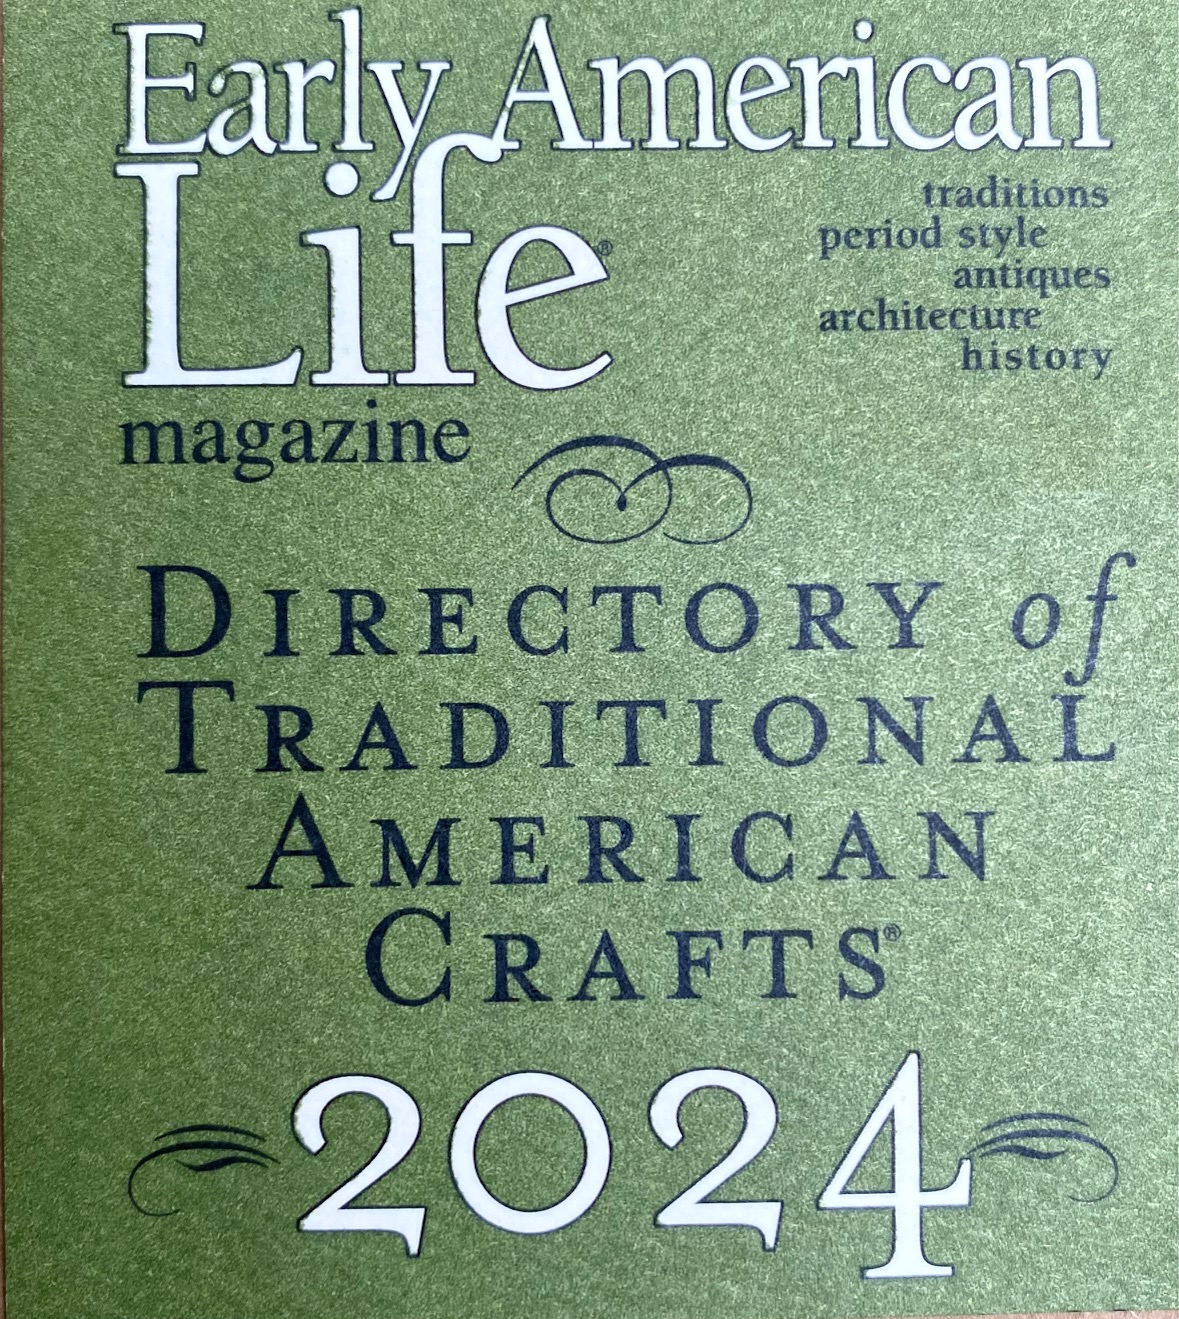 Early American
Life®
traditions
period style
antiques
architecture
history
magazine
DIRECTORY of
TRADITIONAL
AMERICAN
CRAFTS®
2024